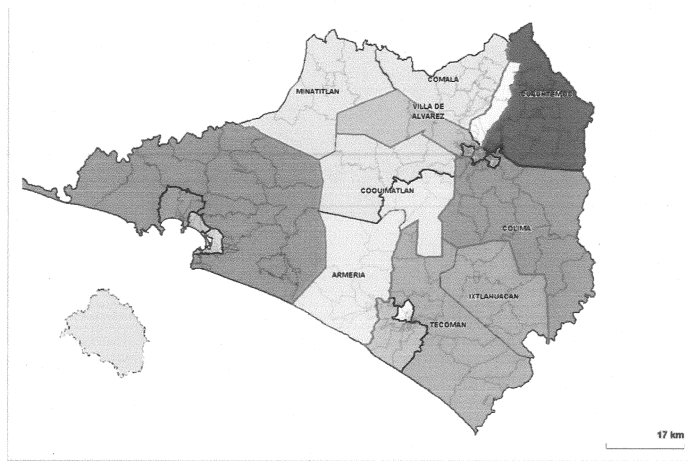 COMALA
MINATITLAN
CUAUHTEMOC
VILLA DE
ALVAREZ
COQUIMATLAN
COLIMA
ARMERIA
IXTLAHUACAN
TECOMAN
17 km